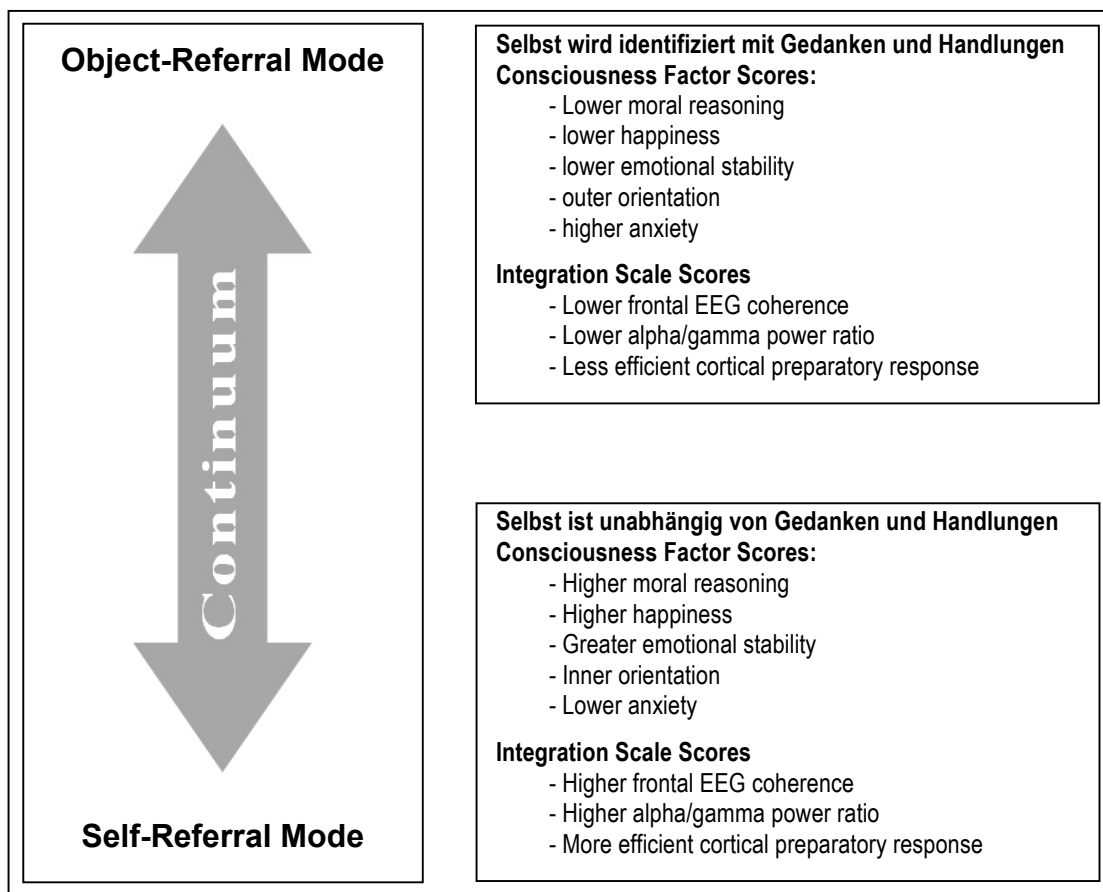 Object-Referral Mode
Continuum
Self-Referral Mode
Selbst wird identifiziert mit Gedanken und Handlungen
Consciousness Factor Scores:
- Lower moral reasoning
- lower happiness
- lower emotional stability
- outer orientation
- higher anxiety
Integration Scale Scores
- Lower frontal EEG coherence
- Lower alpha/gamma power ratio
- Less efficient cortical preparatory response
Selbst ist unabhängig von Gedanken und Handlungen
Consciousness Factor Scores:
- Higher moral reasoning
- Higher happiness
- Greater emotional stability
- Inner orientation
- Lower anxiety
Integration Scale Scores
- Higher frontal EEG coherence
- Higher alpha/gamma power ratio
- More efficient cortical preparatory response